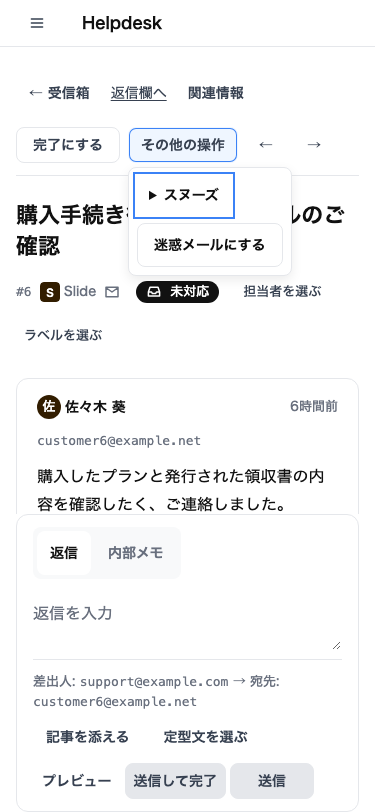 Helpdesk
← 受信箱 返信欄へ 関連情報
完了にする その他の操作 ← →
▶ スヌーズ
迷惑メールにする
購入手続き ルのご
確認
#6 S Slide 未対応 担当者を選ぶ
ラベルを選ぶ
佐 佐々木 葵 6時間前
customer6@example.net
購入したプランと発行された領収書の内
容を確認したく、ご連絡しました。
返信 内部メモ
返信を入力
差出人: support@example.com → 宛先:
customer6@example.net
記事を添える 定型文を選ぶ
プレビュー 送信して完了 送信